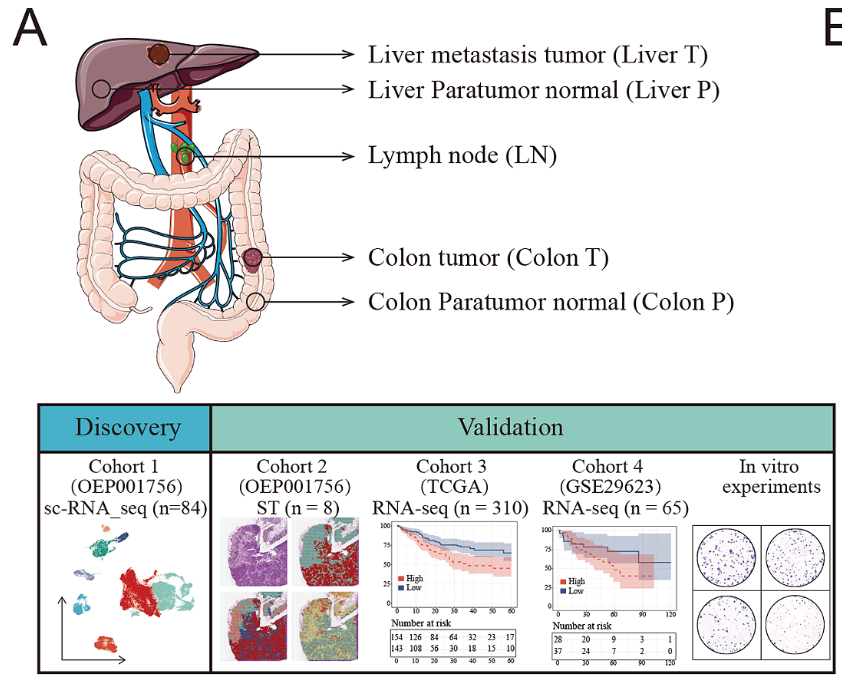 A
E
Liver metastasis tumor (Liver T)
Liver Paratumor normal (Liver P)
Lymph node (LN)
Colon tumor (Colon T)
Colon Paratumor normal (Colon P)
Discovery
Validation
Cohort 1
(OEP001756)
sc-RNA_seq (n=84)
Cohort 2
(OEP001756)
ST (n = 8)
Cohort 3
(TCGA)
RNA-seq (n = 310)
100
75
50
25
0
High
Low
0 10 20 30 40 50 60
Number at risk
154 126 84 64 32 23 17
143 108 56 30 18 15 10
0 10 20 30 40 50 60
Cohort 4
(GSE29623)
RNA-seq (n = 65)
100
75
50
25
0
High
Low
0 30 60 90 120
Number at risk
28 20 9 3 1
37 24 7 2 0
0 30 60 90 120
In vitro
experiments